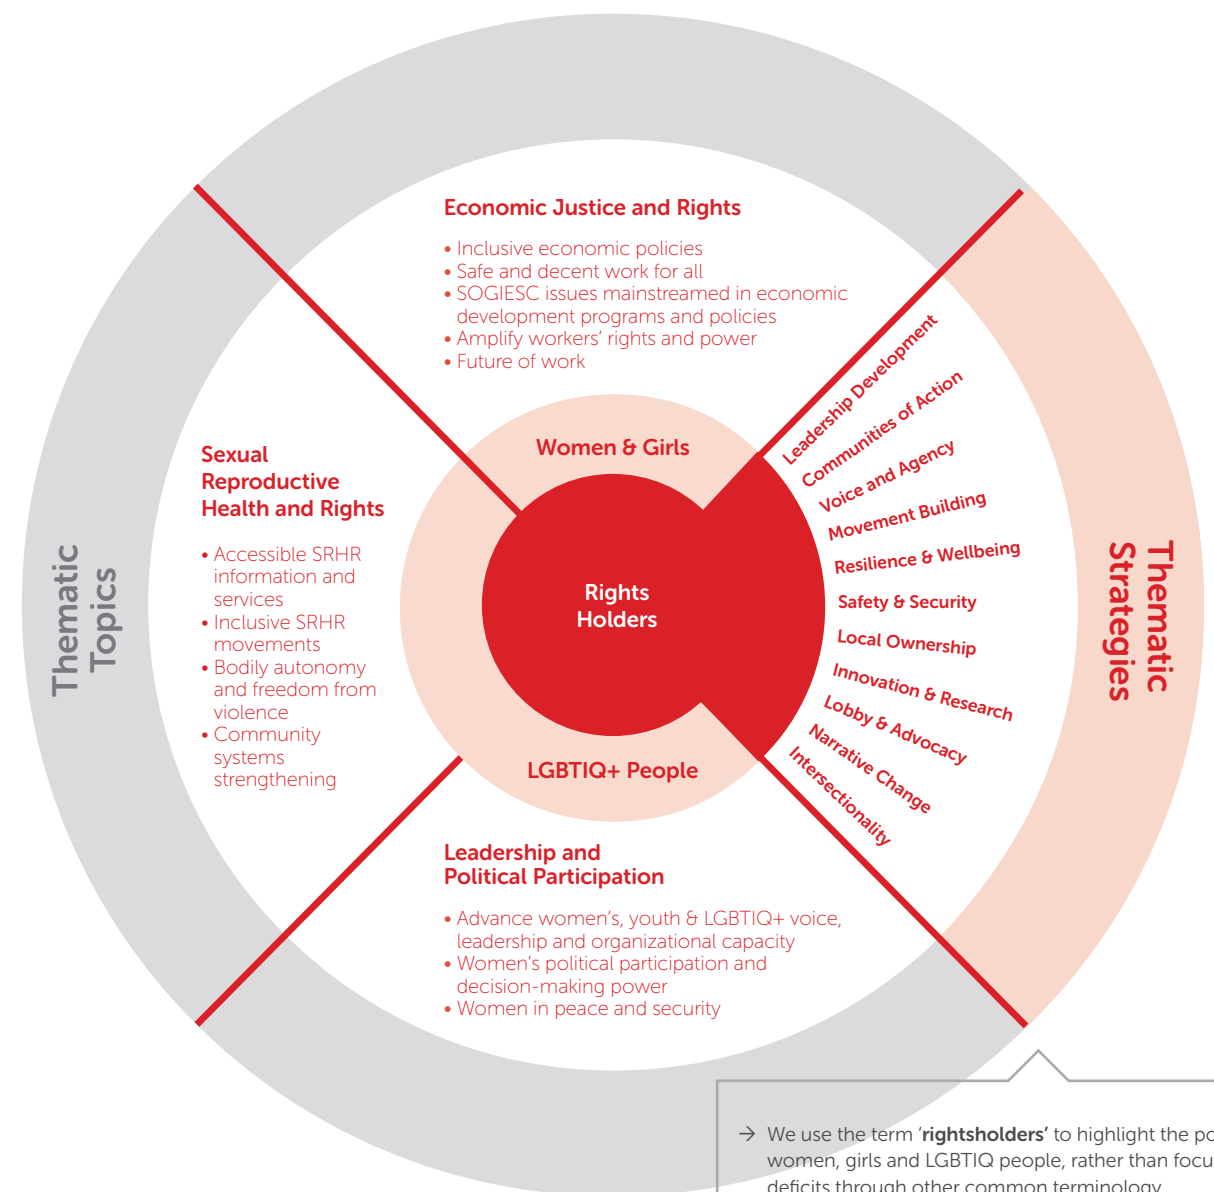 Economic Justice and Rights
• Inclusive economic policies
• Safe and decent work for all
• SOGIESC issues mainstreamed in economic
development programs and policies
• Amplify workers’ rights and power
• Future of work
Sexual
Reproductive
Health and Rights
• Accessible SRHR
information and
services
• Inclusive SRHR
movements
• Bodily autonomy
and freedom from
violence
• Community
systems
strengthening
Thematic
Topics
Women & Girls
Rights
Holders
LGBTIQ+ People
Leadership Development
Communities of Action
Voice and Agency
Movement Building
Resilience & Wellbeing
Safety & Security
Local Ownership
Innovation & Research
Lobby & Advocacy
Narrative Change
Intersectionality
Thematic
Strategies
Leadership and
Political Participation
• Advance women’s, youth & LGBTIQ+ voice,
leadership and organizational capacity
• Women’s political participation and
decision-making power
• Women in peace and security
→ We use the term ‘rightsholders’ to highlight the
women, girls and LGBTIQ people, rather than
deficits through other common terminology